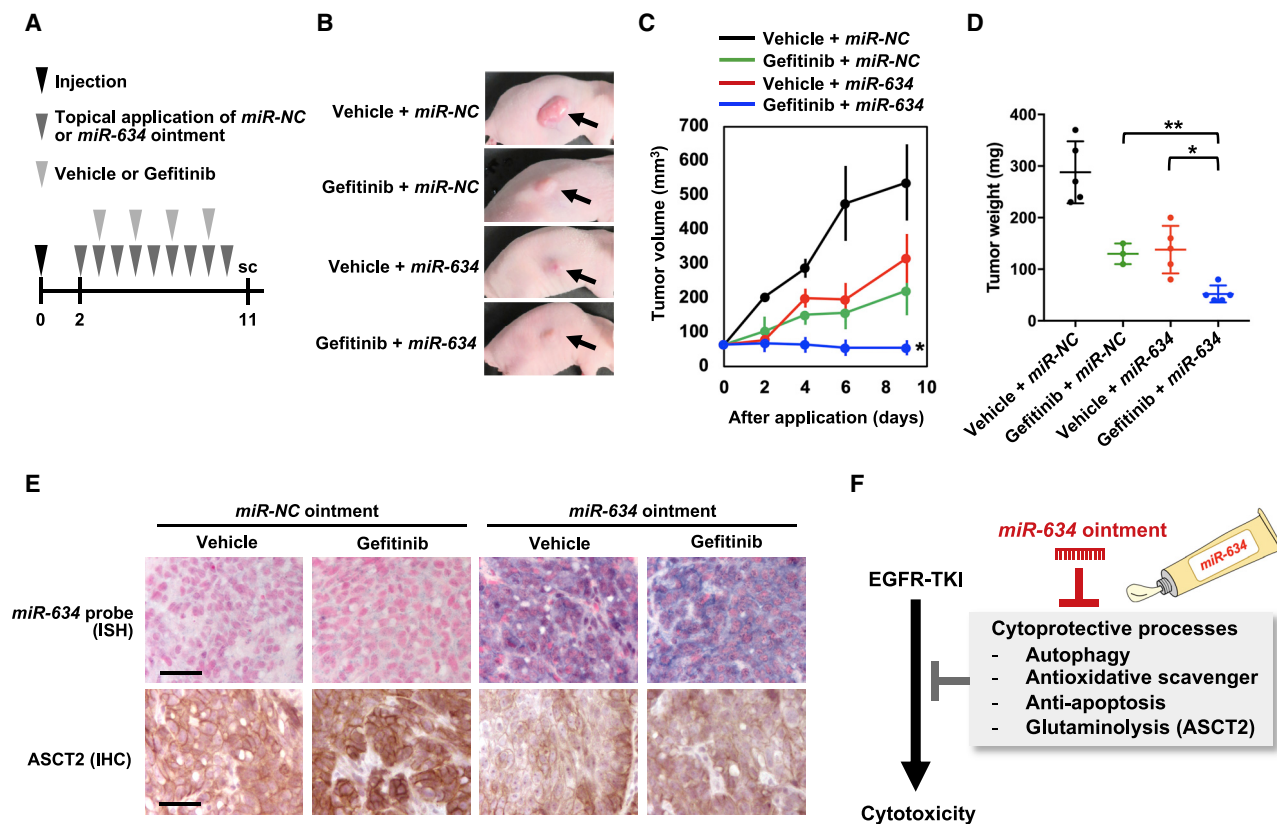 A
Injection
Topical application of miR-NC
or miR-634 ointment
Vehicle or Gefitinib
sc
0
2
11
B
Vehicle + miR-NC
Gefitinib + miR-NC
Vehicle + miR-634
Gefitinib + miR-634
C
Vehicle + miR-NC
Gefitinib + miR-NC
Vehicle + miR-634
Gefitinib + miR-634
Tumor volume (mm³)
700
600
500
400
300
200
100
0
*
0 2 4 6 8 10
After application (days)
D
Tumor weight (mg)
400
300
200
100
0
**
*
Vehicle + miR-NC
Gefitinib + miR-NC
Vehicle + miR-634
Gefitinib + miR-634
E
miR-NC ointment
miR-634 ointment
Vehicle
Gefitinib
Vehicle
Gefitinib
miR-634 probe
(ISH)
ASCT2 (IHC)
F
miR-634 ointment
miR-634
EGFR-TKI
Cytoprotective processes
- Autophagy
- Antioxidative scavenger
- Anti-apoptosis
- Glutaminolysis (ASCT2)
Cytotoxicity